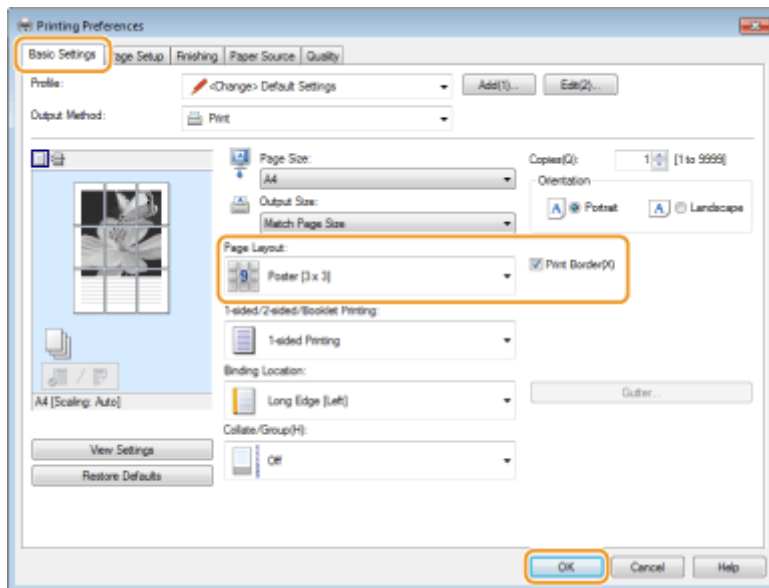 Printing Preferences
Basic Settings Page Setup Finishing Paper Source Quality
Profile: <Change> Default Settings Add(1)... Edit(2)...
Output Method: Print
Page Size: Copies(Q): 1 [1 to 9999]
A4 Orientation
Output Size: A Portrait A Landscape
Match Page Size
Page Layout:
9 Poster [3 x 3] Print Border(X)
1-sided/2-sided/Booklet Printing:
1-sided Printing
Binding Location:
Long Edge [Left] Gutter...
A4 [Scaling: Auto]
Collate/Group(H):
Off
View Settings
Restore Defaults
OK Cancel Help